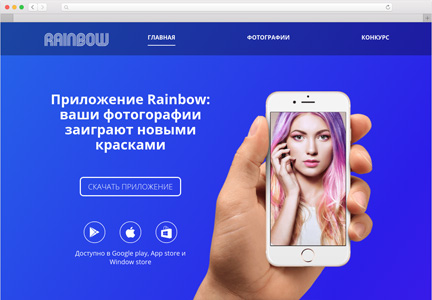 RAINBOW
ГЛАВНАЯ
ФОТОГРАФИИ
КОНКУРС
Приложение Rainbow:
ваши фотогорафии
заиграют новыми
красками
СКАЧАТЬ ПРИЛОЖЕНИЕ
Доступно в Google play, App store и
Window store